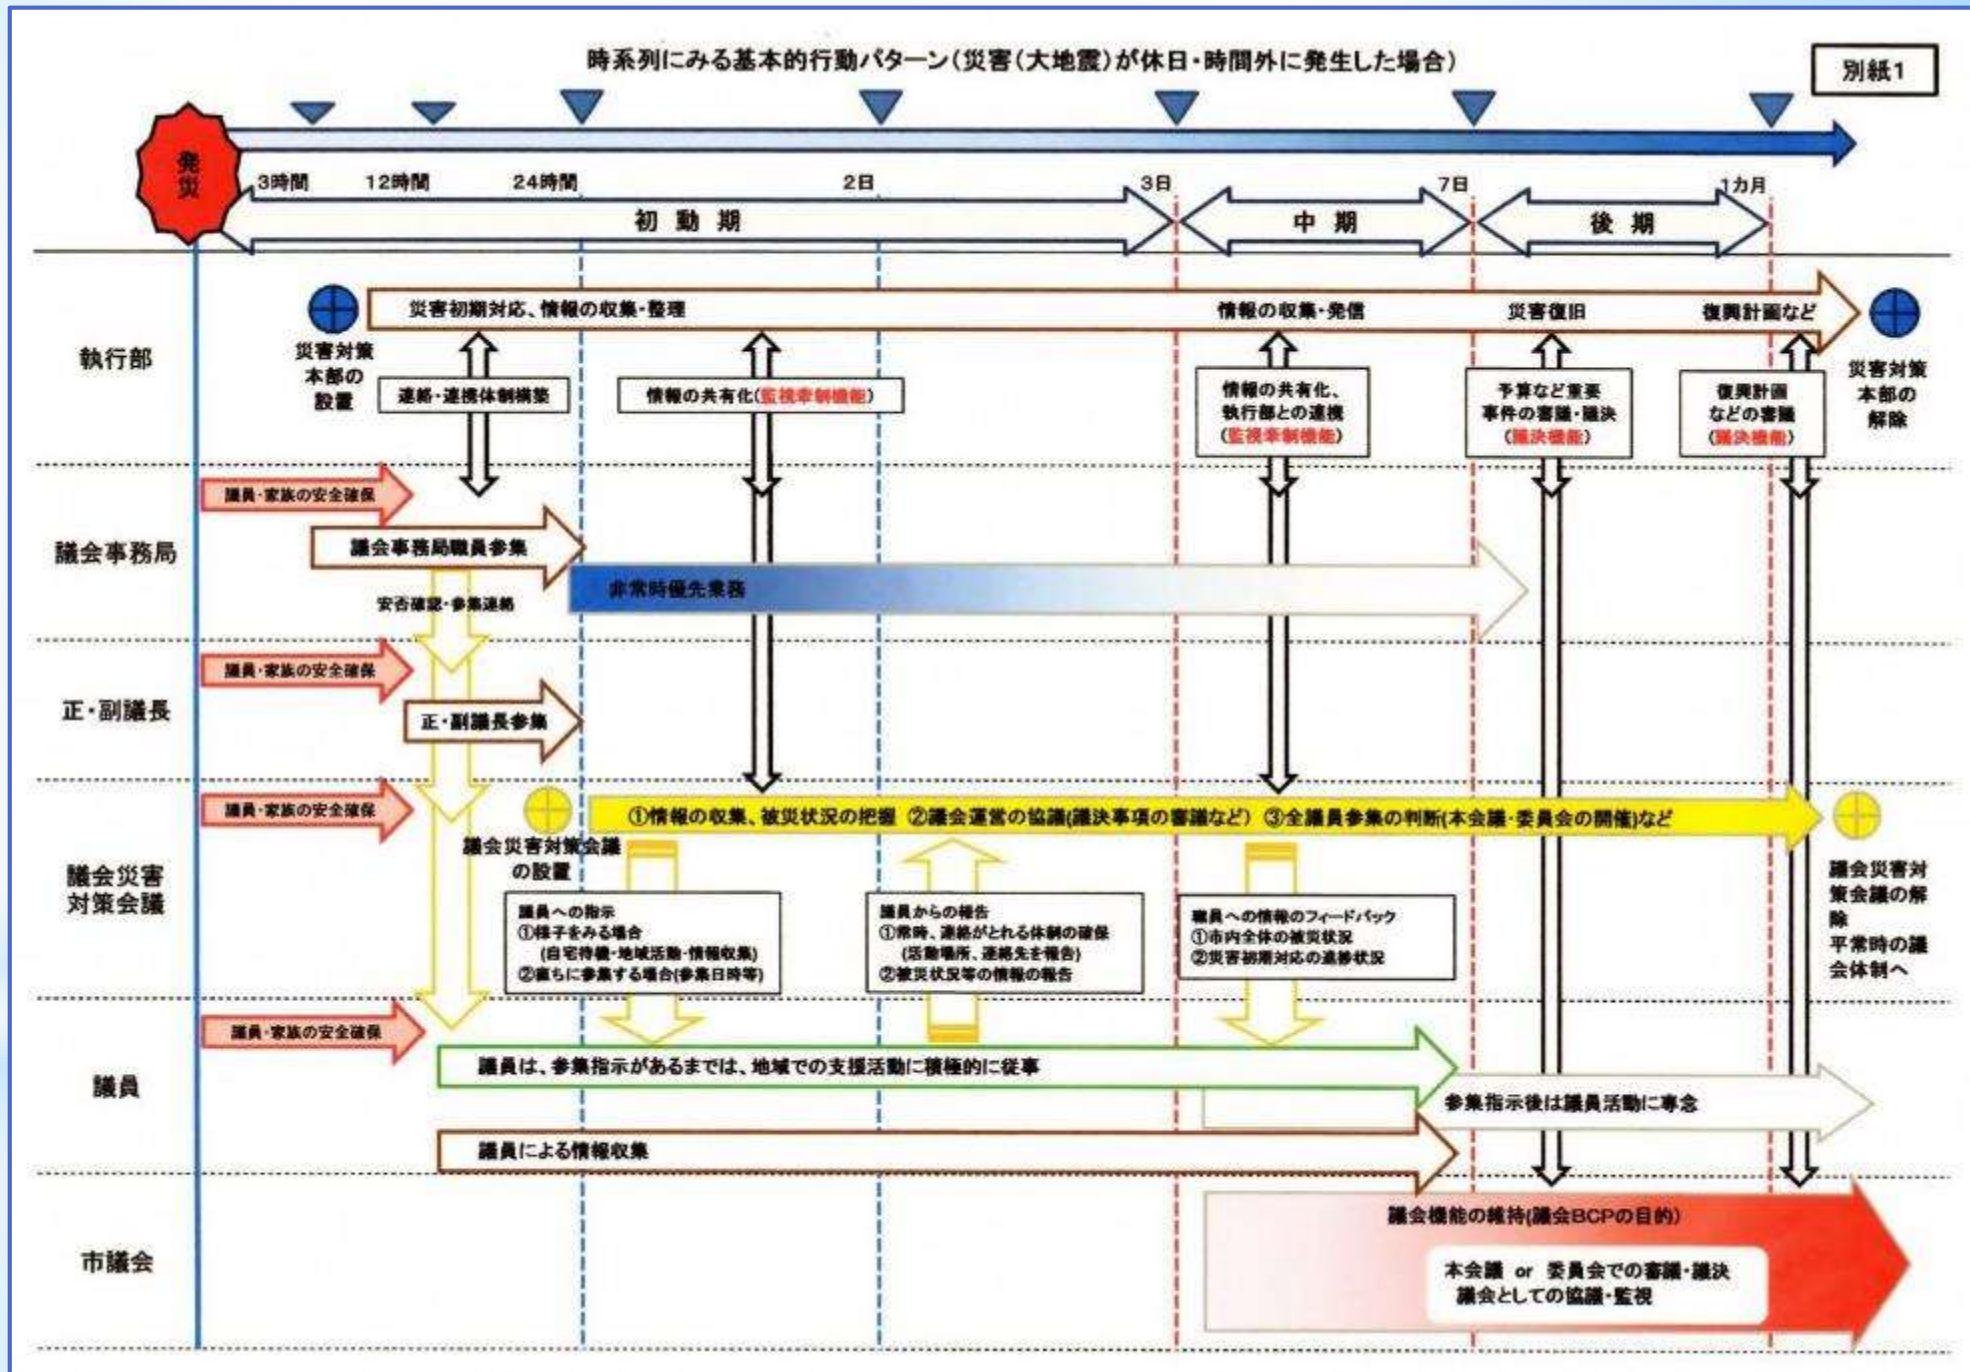 時系列にみる基本的行動パターン(災害(大地震)が休日・時間外に発生した場合)
別紙1
発災
3時間
12時間
24時間
2日
3日
7日
1カ月
初動期
中期
後期
執行部
災害対策
本部の
設置
災害初期対応、情報の収集・整理
情報の収集・発信
災害復旧
復興計画など
災害対策
本部の
解除
連絡・連携体制構築
情報の共有化(監視牽制機能)
情報の共有化、
執行部との連携
(監視牽制機能)
予算など重要
事件の審議・議決
(議決機能)
復興計画
などの審議
(議決機能)
議会事務局
議員・家族の安全確保
議会事務局職員参集
安否確認・参集連絡
非常時優先業務
正・副議長
議員・家族の安全確保
正・副議長参集
議会災害
対策会議
議員・家族の安全確保
議会災害対策会議
の設置
①情報の収集、被災状況の把握 ②議会運営の協議(議決事項の審議など) ③全議員参集の判断(本会議・委員会の開催)など
議会災害対
策会議の解
除
平常時の議
会体制へ
議員への指示
①様子をみる場合
(自宅待機・地域活動・情報収集)
②直ちに参集する場合(参集日時等)
議員からの報告
①常時、連絡がとれる体制の確保
(活動場所、連絡先を報告)
②被災状況等の情報の報告
職員への情報のフィードバック
①市内全体の被災状況
②災害初期対応の進捗状況
議員
議員・家族の安全確保
議員は、参集指示があるまでは、地域での支援活動に積極的に従事
参集指示後は議員活動に専念
議員による情報収集
市議会
議会機能の維持(議会BCPの目的)
本会議 or 委員会での審議・議決
議会としての協議・監視